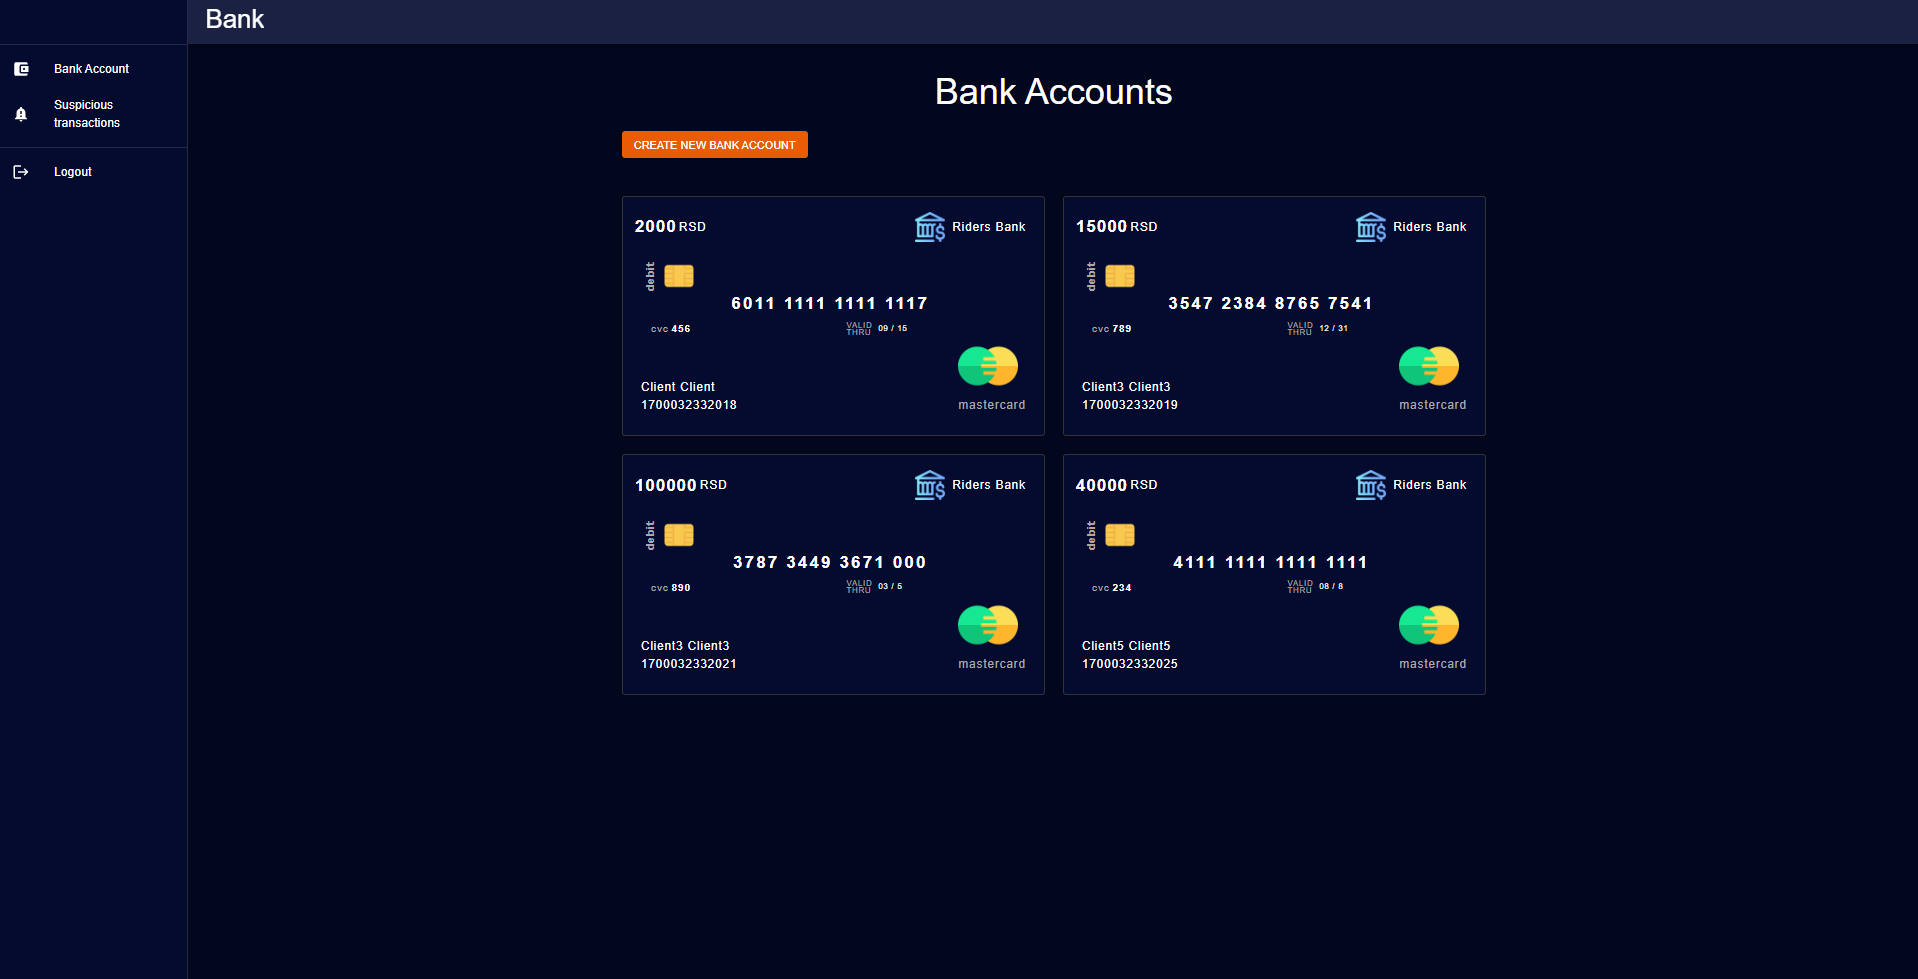 Bank
Bank Account
Suspicious
transactions
Logout
Bank Accounts
CREATE NEW BANK ACCOUNT
2000 RSD
Riders Bank
debit
6011 1111 1111 1117
cvc 456
VALID
THRU
09 / 15
Client Client
1700032332018
mastercard
15000 RSD
Riders Bank
debit
3547 2384 8765 7541
cvc 789
VALID
THRU
12 / 31
Client3 Client3
1700032332019
mastercard
100000 RSD
Riders Bank
debit
3787 3449 3671 000
cvc 890
VALID
THRU
03 / 5
Client3 Client3
1700032332021
mastercard
40000 RSD
Riders Bank
debit
4111 1111 1111 1111
cvc 234
VALID
THRU
08 / 8
Client5 Client5
1700032332025
mastercard